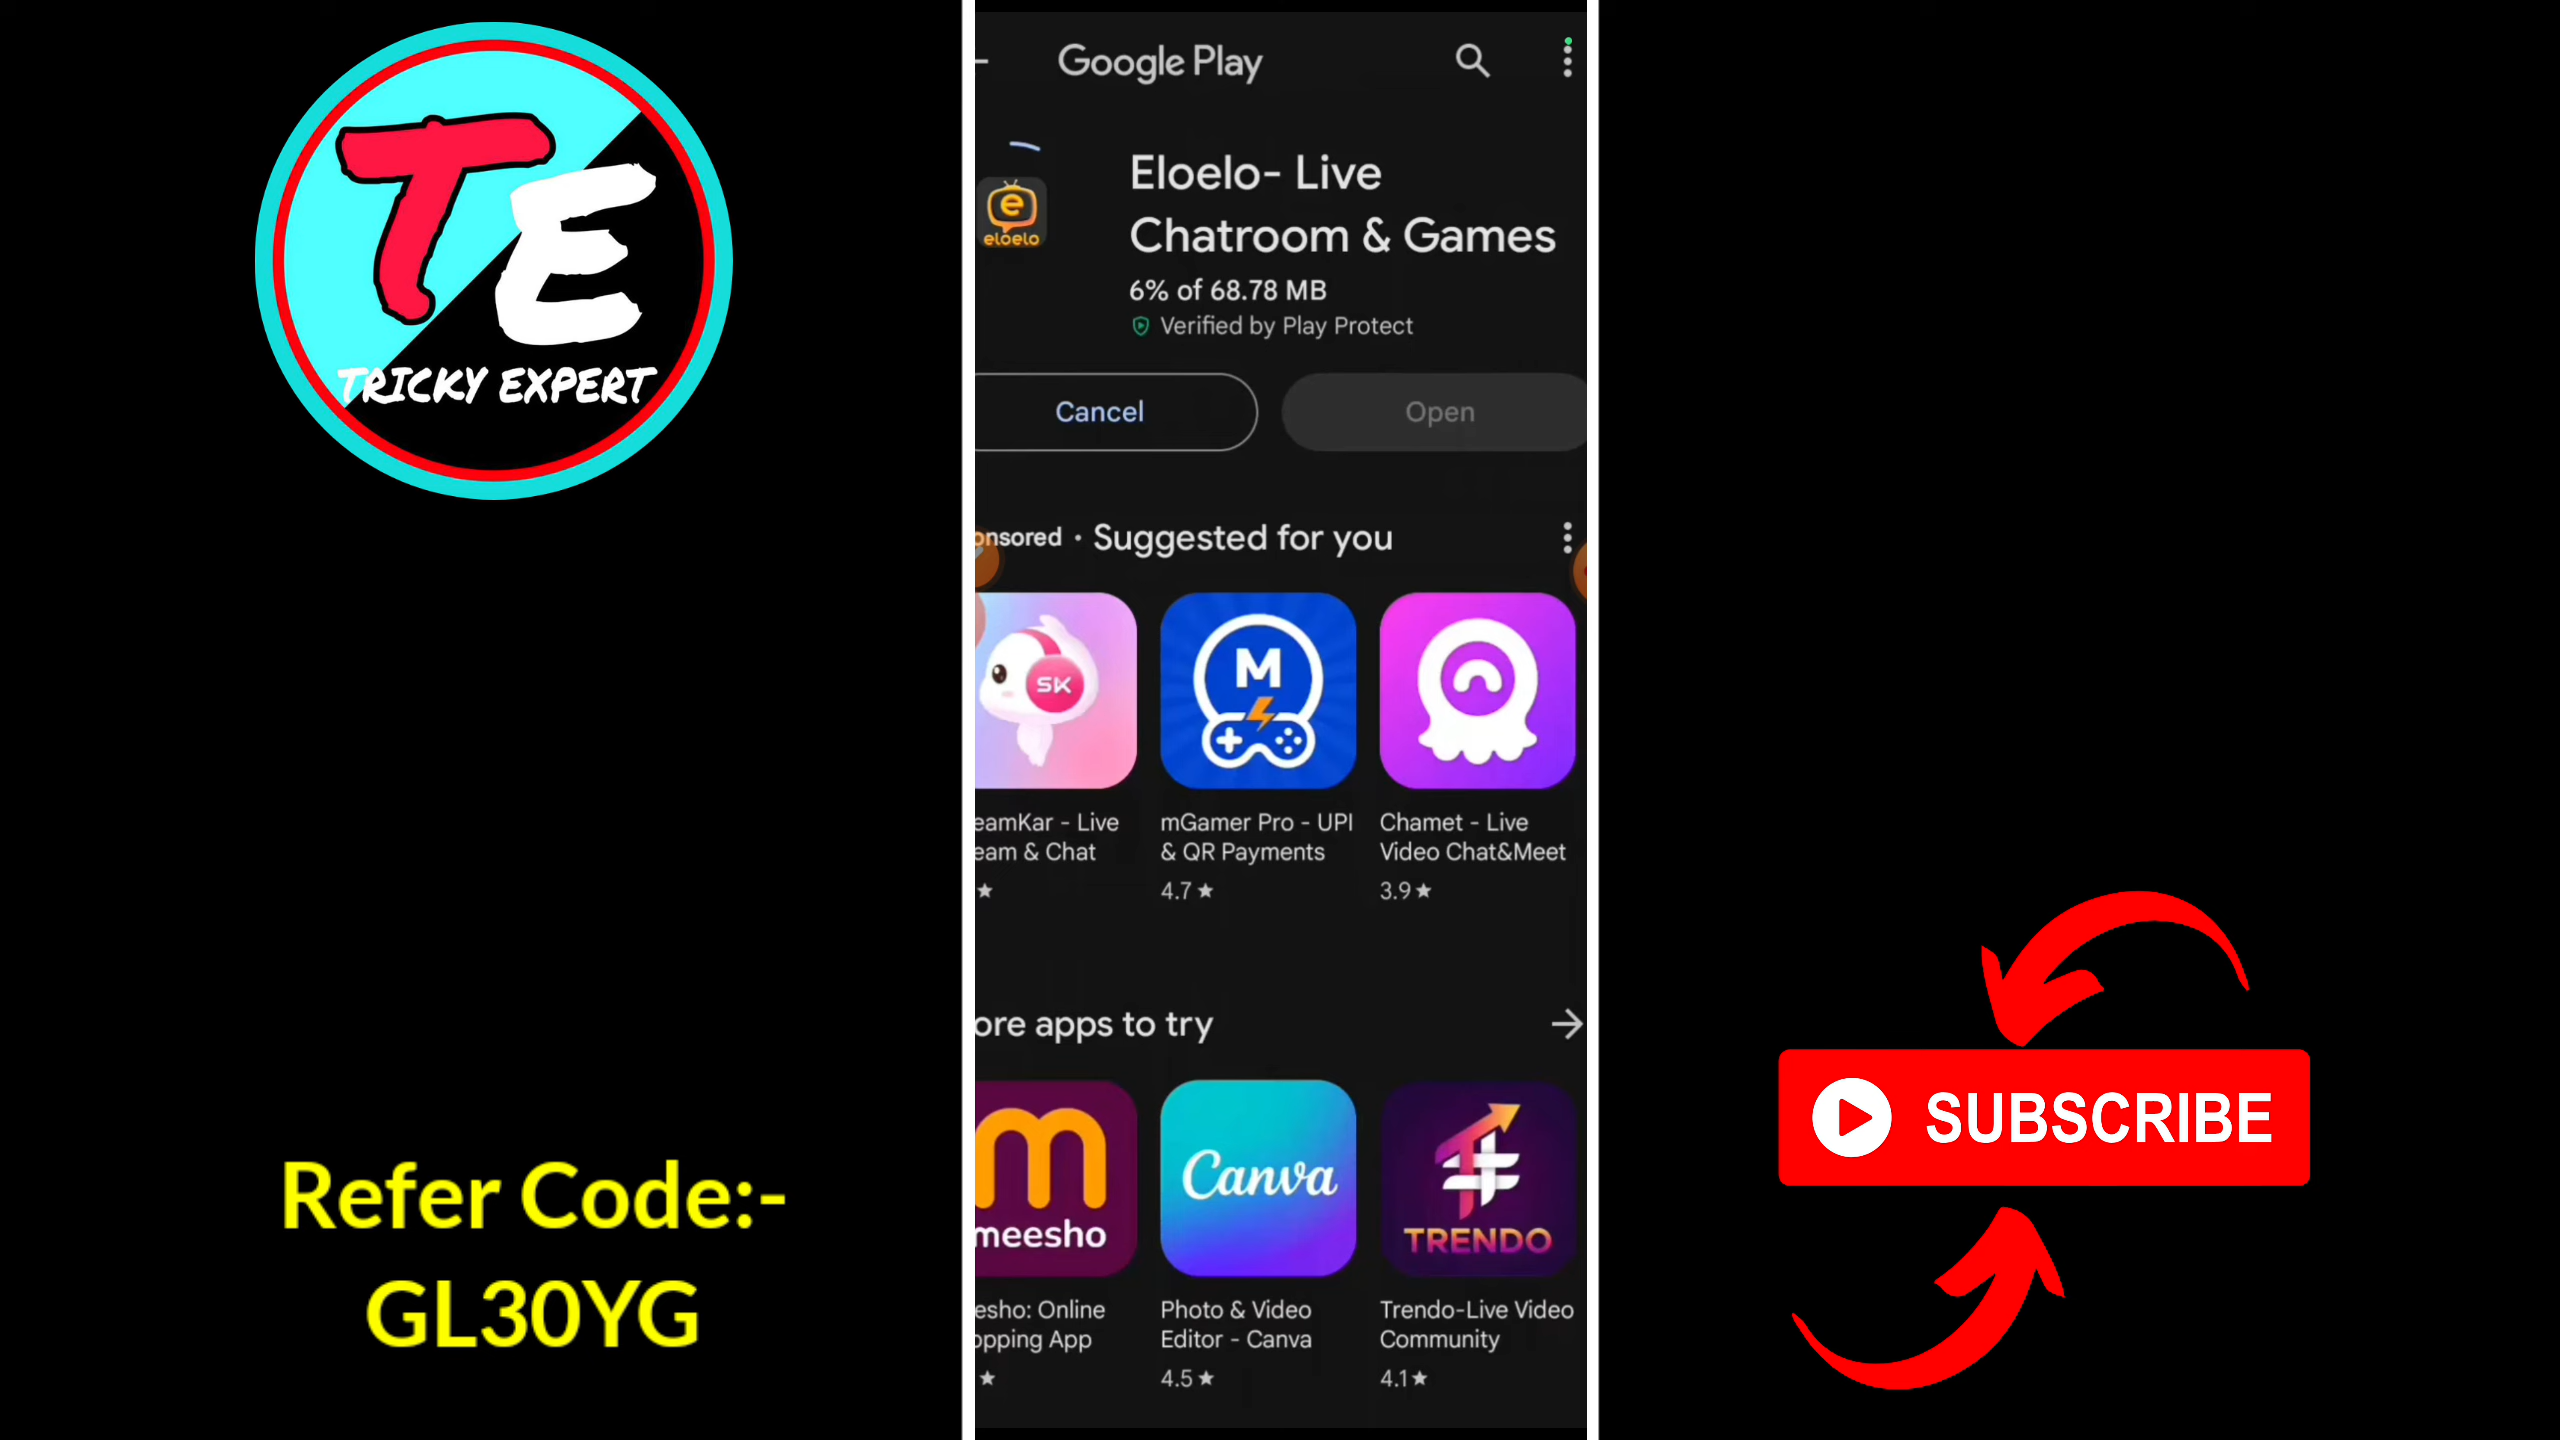 TE
TRICKY EXPERT
Refer Code:-
GL30YG
Google Play
Eloelo- Live
Chatroom & Games
eloelo
6% of 68.78 MB
Verified by Play Protect
Cancel
Open
onsored • Suggested for you
SK
M
eamKar - Live
eam & Chat
mGamer Pro - UPI
& QR Payments
4.7 ★
Chamet - Live
Video Chat&Meet
3.9 ★
ore apps to try
meesho
Canva
TRENDO
esho: Online
opping App
Photo & Video
Editor - Canva
4.5 ★
Trendo-Live Video
Community
4.1 ★
SUBSCRIBE